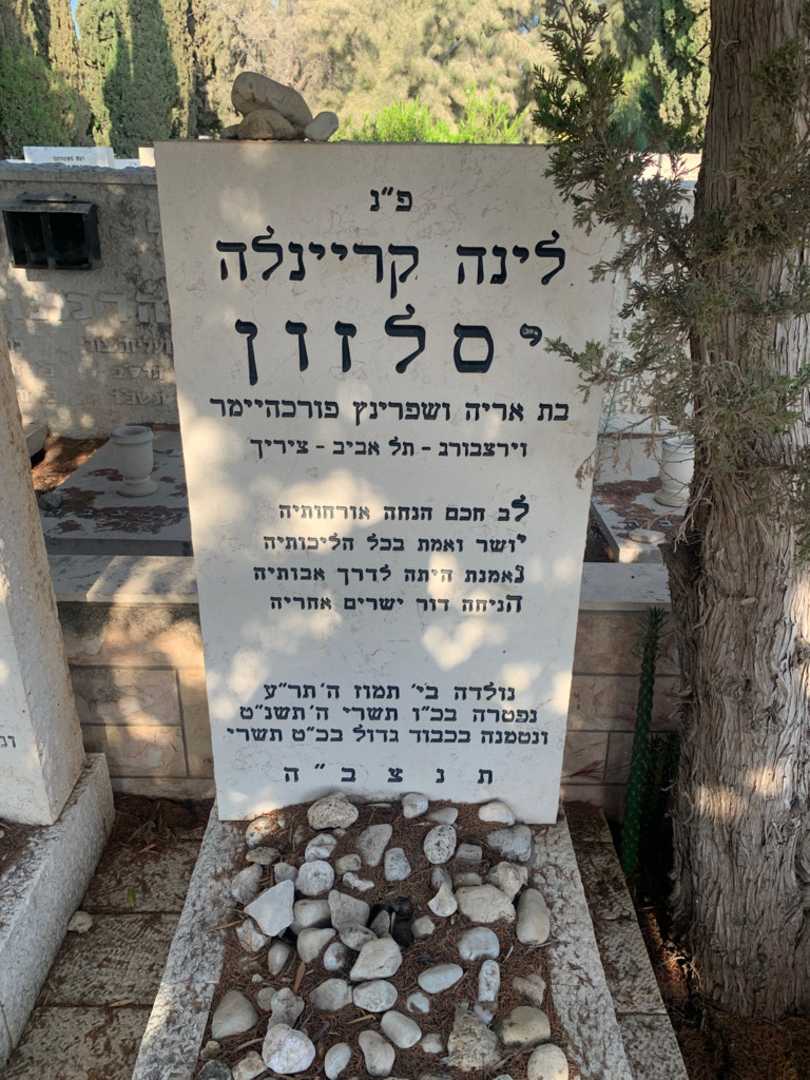 פ"נ
לינה קריינלה
יסלזון
בת אריה ושפרינץ פורכהיימר
וירצבורג - תל אביב - ציריך
לב חכם הנחה אורחותיה
יושר ואמת בכל הליכותיה
נאמנת היתה לדרך אבותיה
הניחה דור ישרים אחריה
נולדה בי' תמוז ה'תר"ע
נפטרה בכ"ו תשרי ה'תשנ"ט
ונטמנה בכבוד גדול בכ"ט תשרי
ת נ צ ב " ה